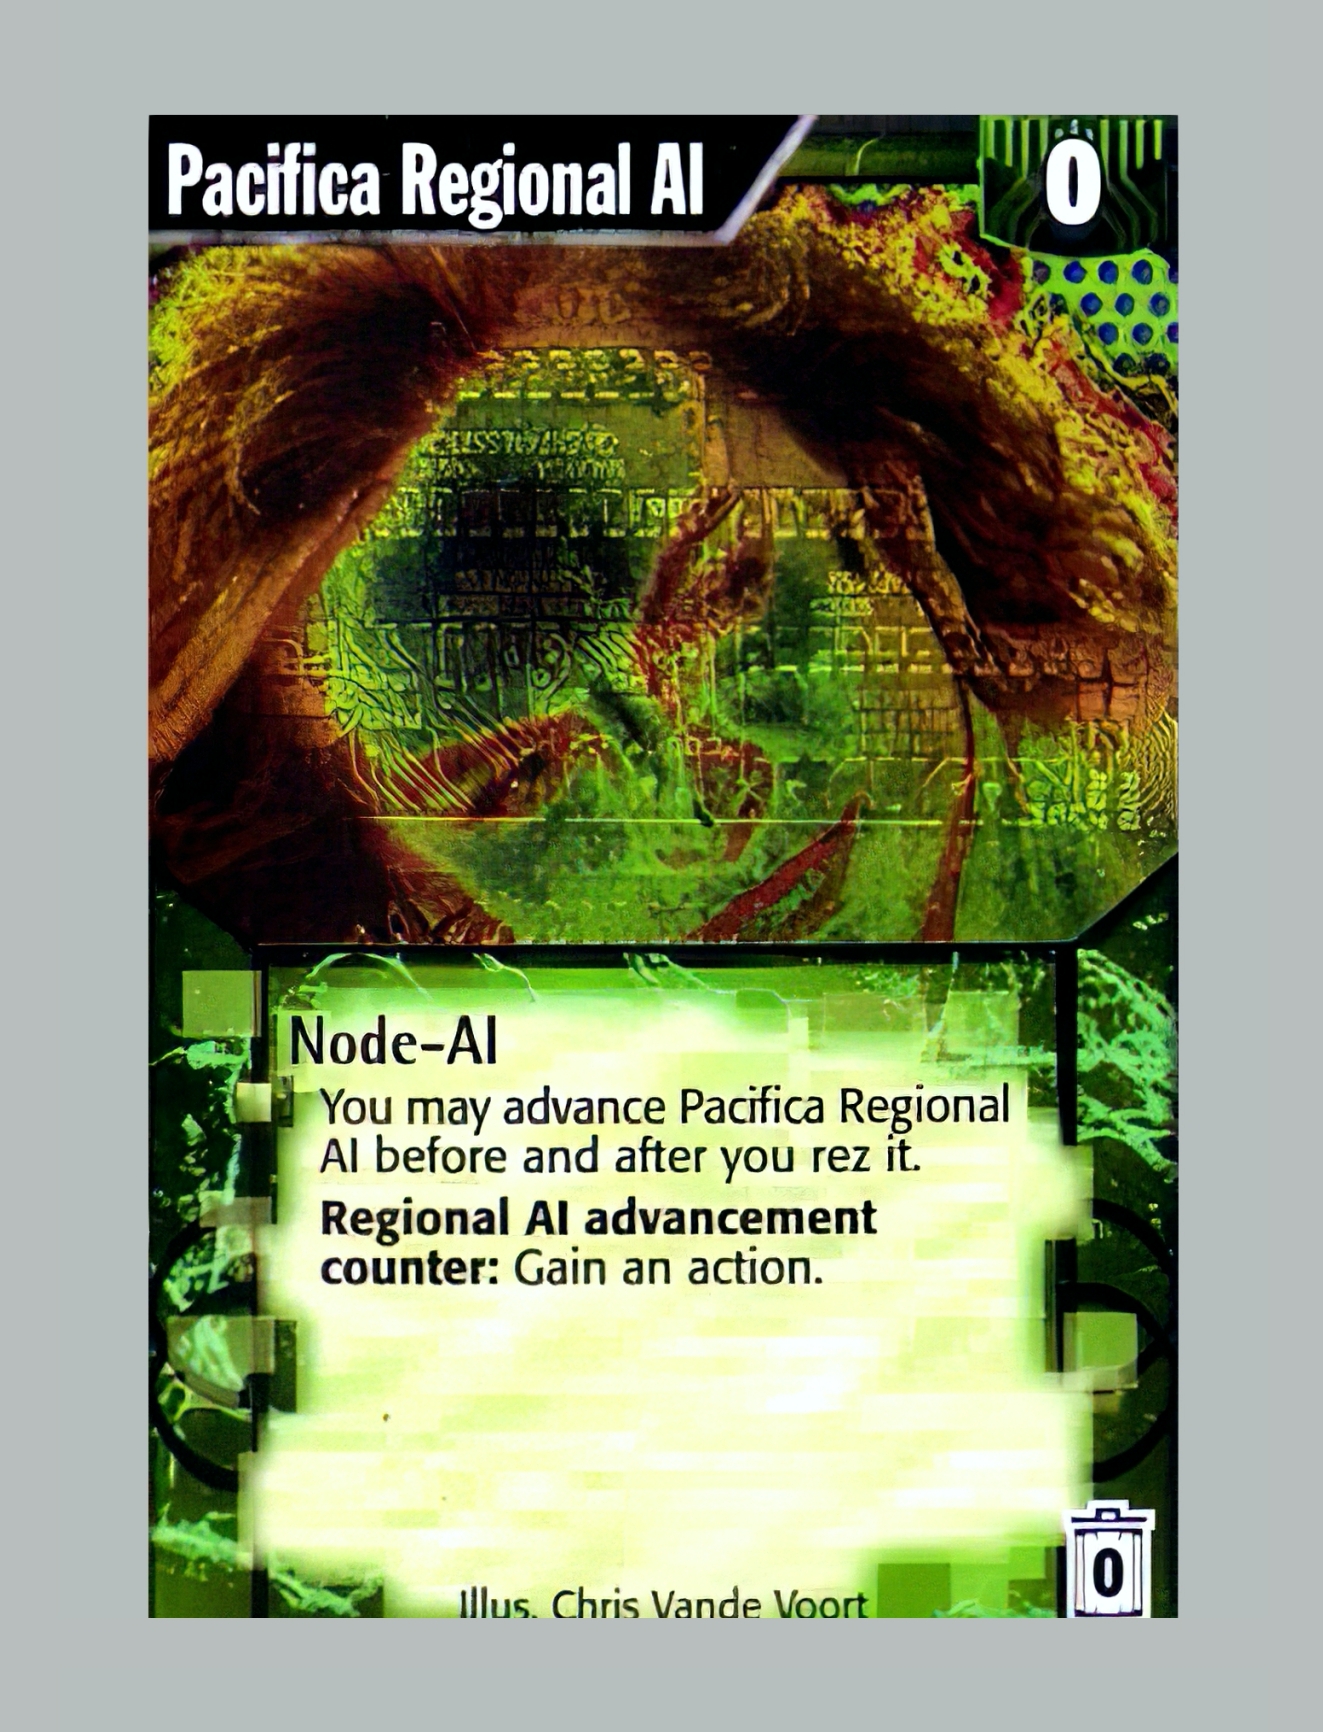 Pacifica Regional AI
0
Node-AI
You may advance Pacifica Regional
AI before and after you rez it.
Regional AI advancement
counter: Gain an action.
0
Illus. Chris Vande Voort